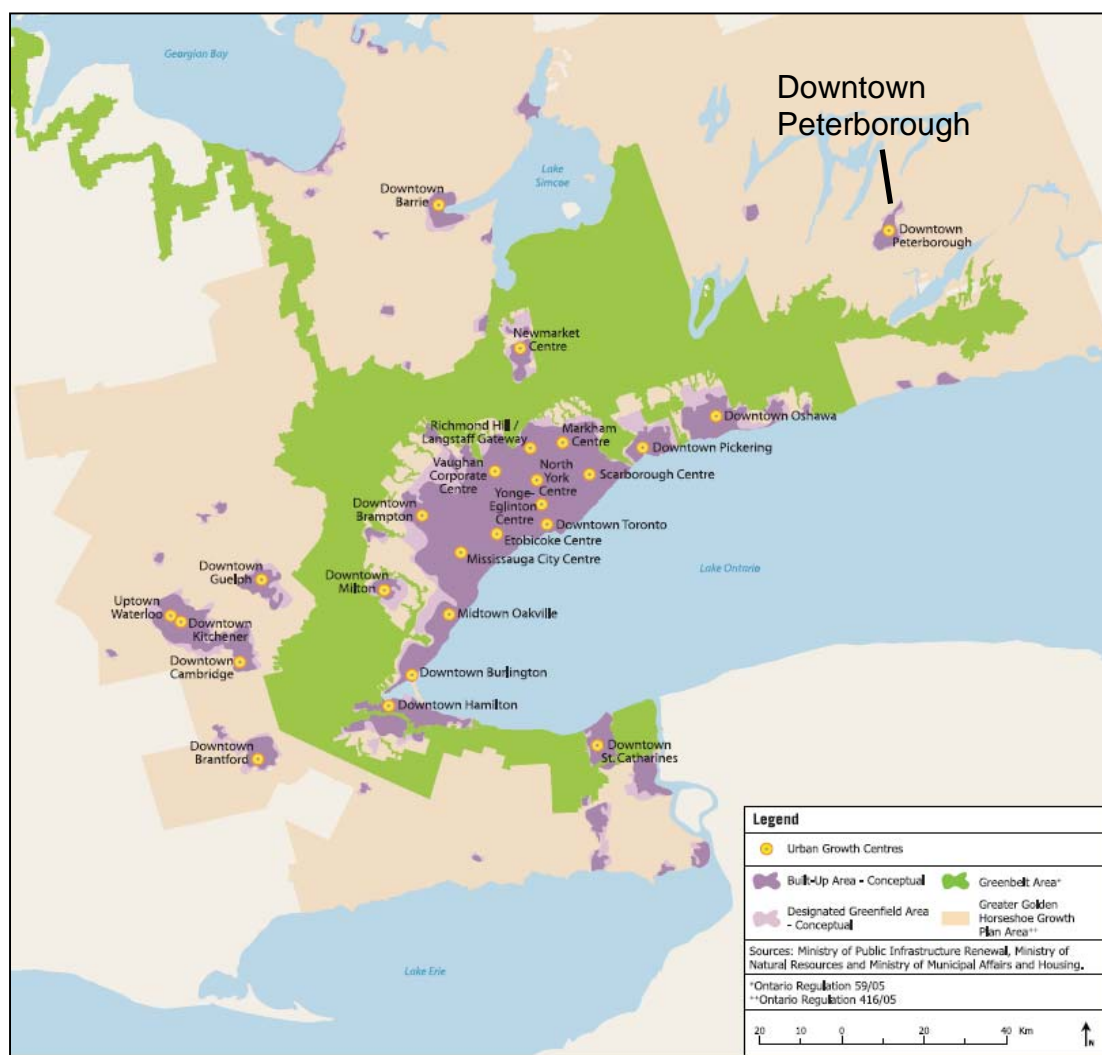 Georgian Bay
Downtown
Peterborough
Lake
Simcoe
Downtown
Barrie
Downtown
Peterborough
Newmarket
Centre
Richmond Hill /
Langstaff Gateway
Markham
Centre
Downtown Oshawa
Downtown Pickering
Vaughan
Corporate
Centre
North
York
Centre
Scarborough Centre
Yonge-
Eglinton
Centre
Downtown
Brampton
Downtown Toronto
Etobicoke Centre
Mississauga City Centre
Lake Ontario
Downtown
Guelph
Downtown
Milton
Uptown
Waterloo
Downtown
Kitchener
Midtown Oakville
Downtown
Cambridge
Downtown Burlington
Downtown Hamilton
Downtown
Brantford
Downtown
St. Catharines
Lake Erie
Legend
Urban Growth Centres
Built-Up Area - Conceptual
Greenbelt Area*
Designated Greenfield Area
- Conceptual
Greater Golden
Horseshoe Growth
Plan Area**
Sources: Ministry of Public Infrastructure Renewal, Ministry of
Natural Resources and Ministry of Municipal Affairs and Housing.
*Ontario Regulation 59/05
**Ontario Regulation 416/05
20 10 0 20 40 Km
N